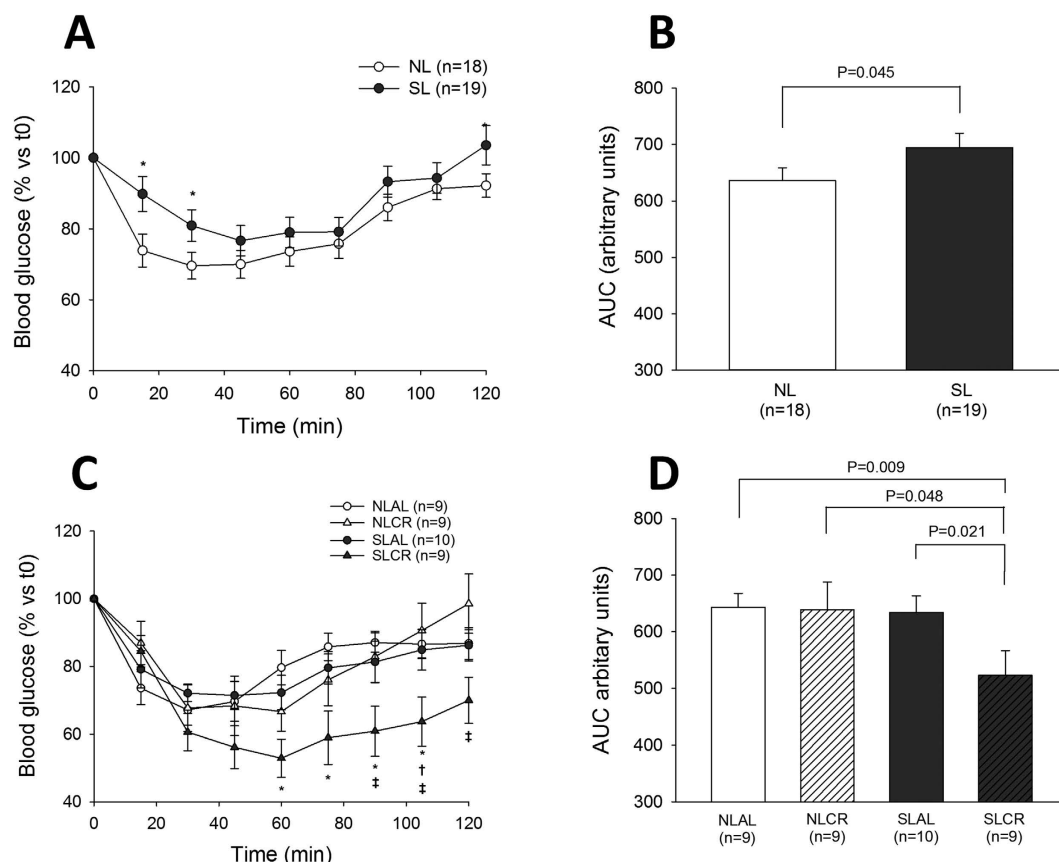 A
NL (n=18)
SL (n=19)
120
100
80
60
40
Blood glucose (% vs t0)
*
*
*
0
20
40
60
80
100
120
Time (min)
B
P=0.045
800
700
600
500
400
300
AUC (arbitrary units)
NL
(n=18)
SL
(n=19)
C
NLAL (n=9)
NLCR (n=9)
SLAL (n=10)
SLCR (n=9)
120
100
80
60
40
Blood glucose (% vs t0)
*
*
*
‡
*
†
‡
‡
0
20
40
60
80
100
120
Time (min)
D
P=0.009
P=0.048
P=0.021
800
700
600
500
400
300
AUC arbitary units)
NLAL
(n=9)
NLCR
(n=9)
SLAL
(n=10)
SLCR
(n=9)